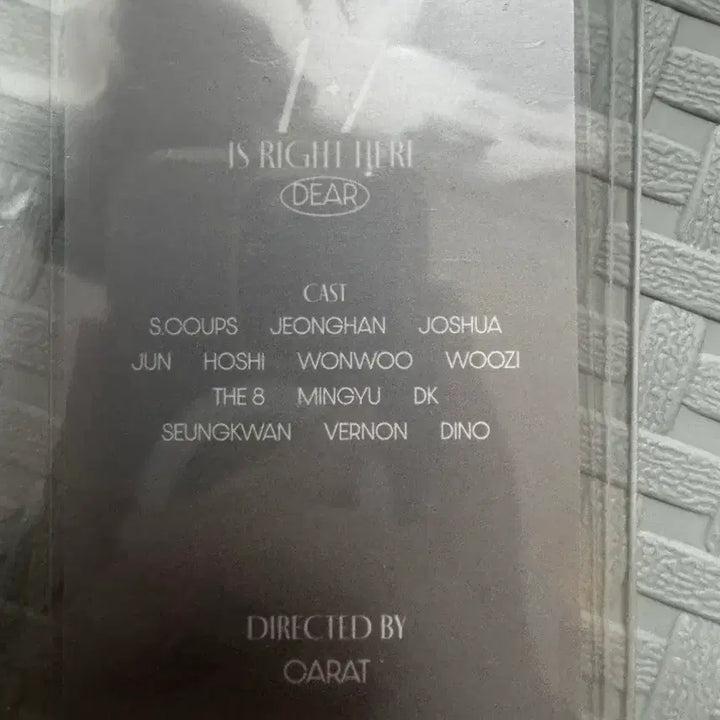 17
IS RIGHT HERE
DEAR
CAST
S.COUPS JEONGHAN JOSHUA
JUN HOSHI WONWOO WOOZI
THE 8 MINGYU DK
SEUNGKWAN VERNON DINO
DIRECTED BY
CARAT